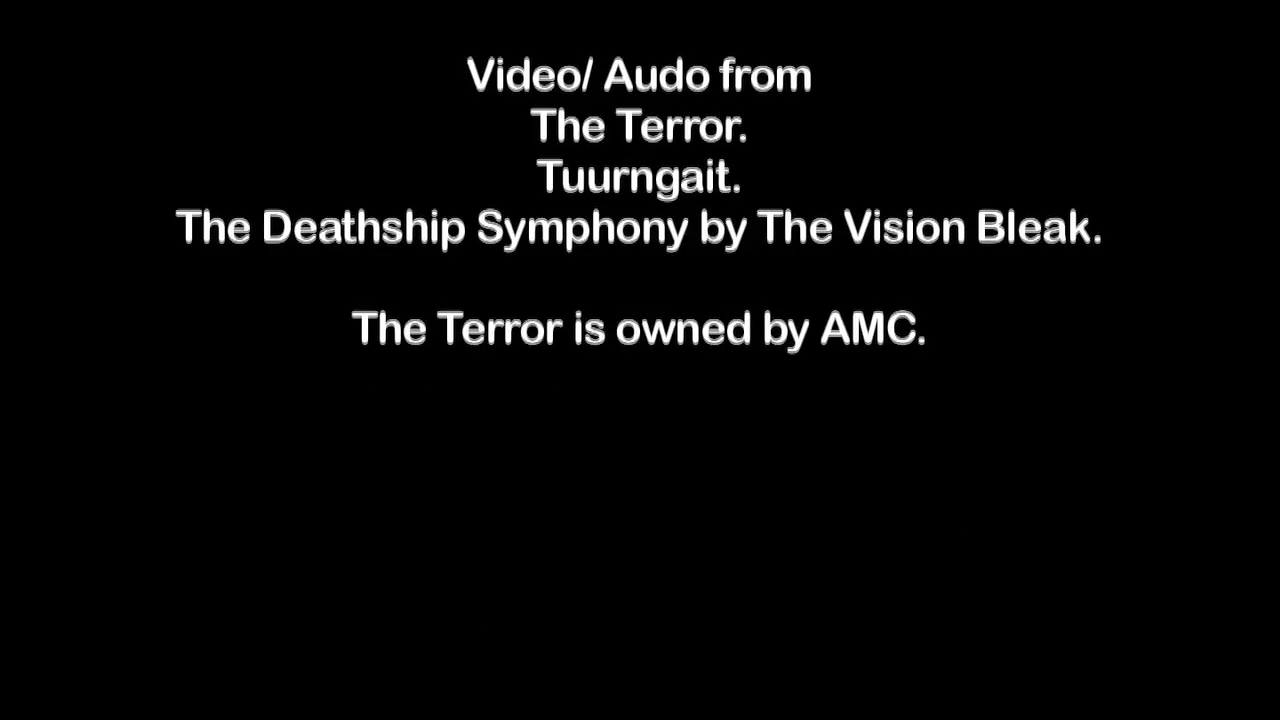 Video/ Audo from
The Terror.
Tuurngait.
The Deathship Symphony by The Vision Bleak.
The Terror is owned by AMC.